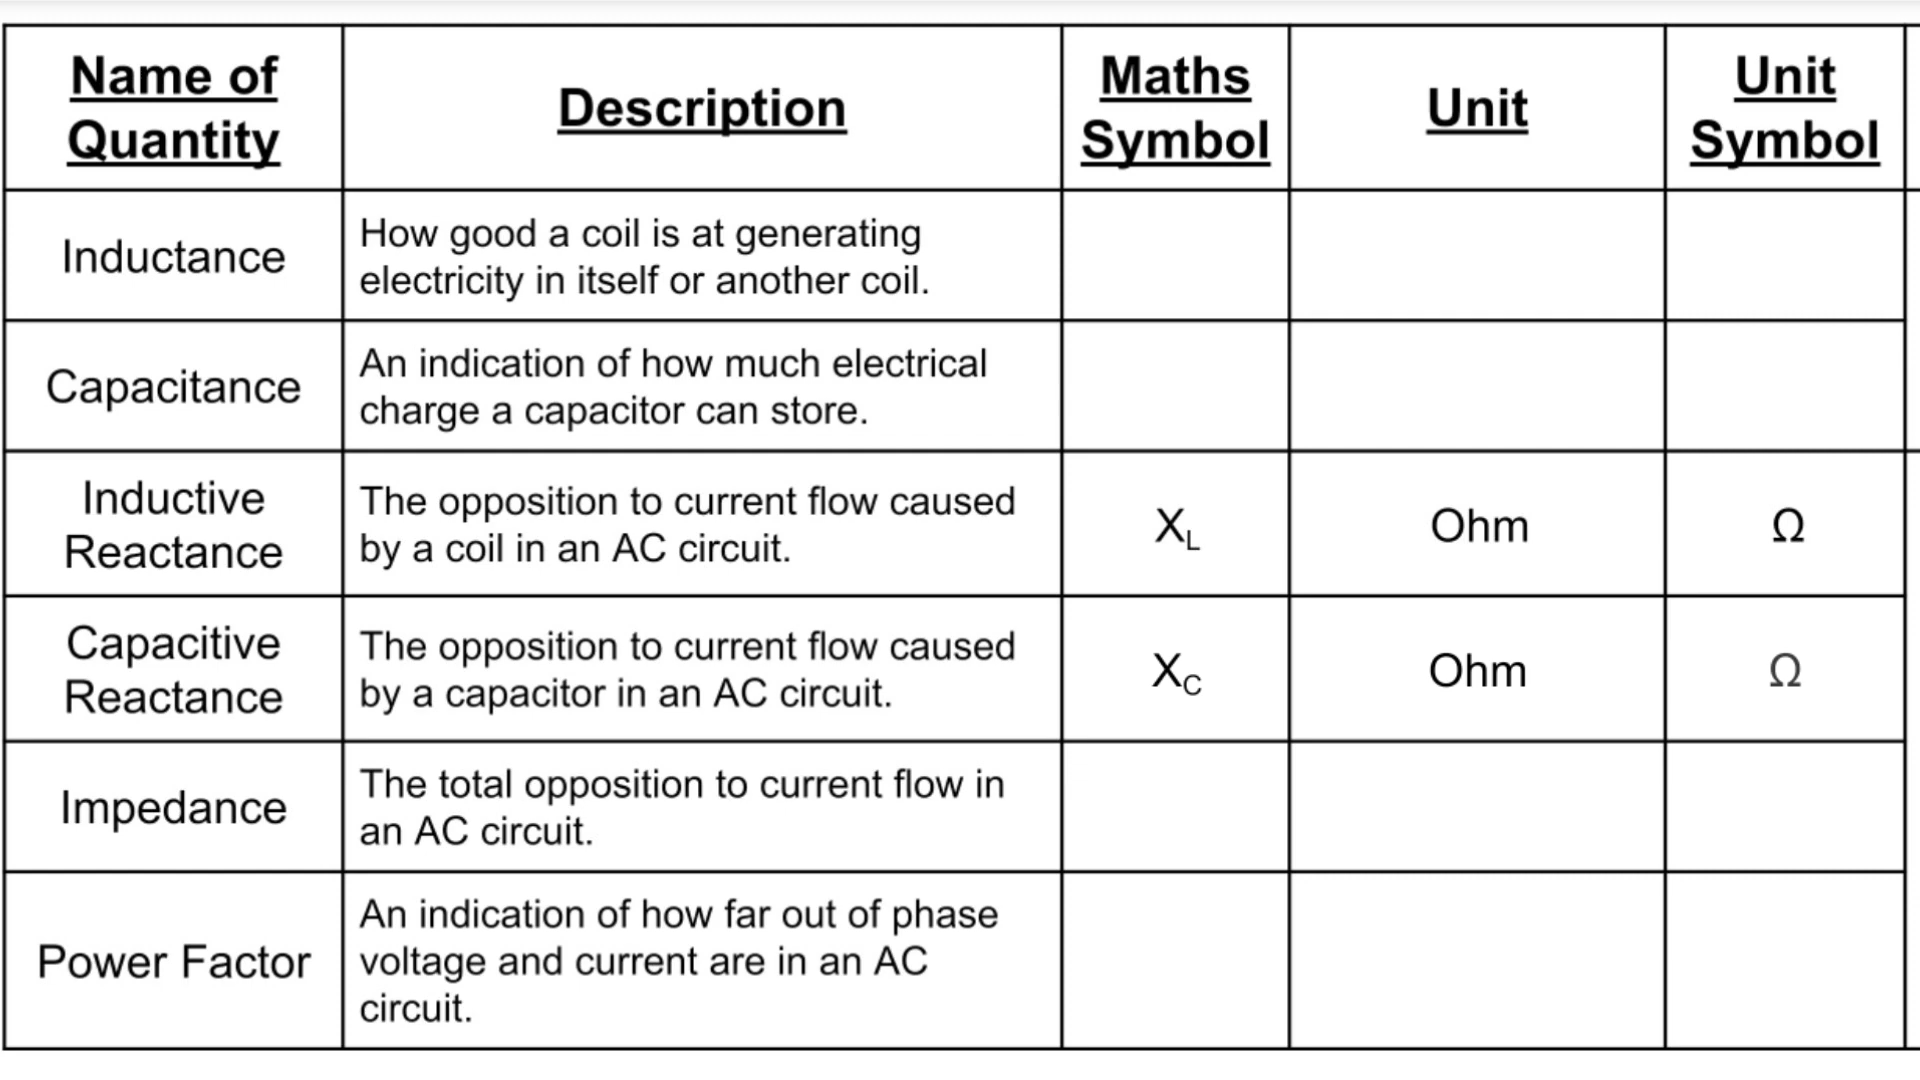 Name of
Quantity
Description
Maths
Symbol
Unit
Unit
Symbol
Inductance
How good a coil is at generating
electricity in itself or another coil.
Capacitance
An indication of how much electrical
charge a capacitor can store.
Inductive
Reactance
The opposition to current flow caused
by a coil in an AC circuit.
XL
Ohm
Ω
Capacitive
Reactance
The opposition to current flow caused
by a capacitor in an AC circuit.
XC
Ohm
Ω
Impedance
The total opposition to current flow in
an AC circuit.
Power Factor
An indication of how far out of phase
voltage and current are in an AC
circuit.